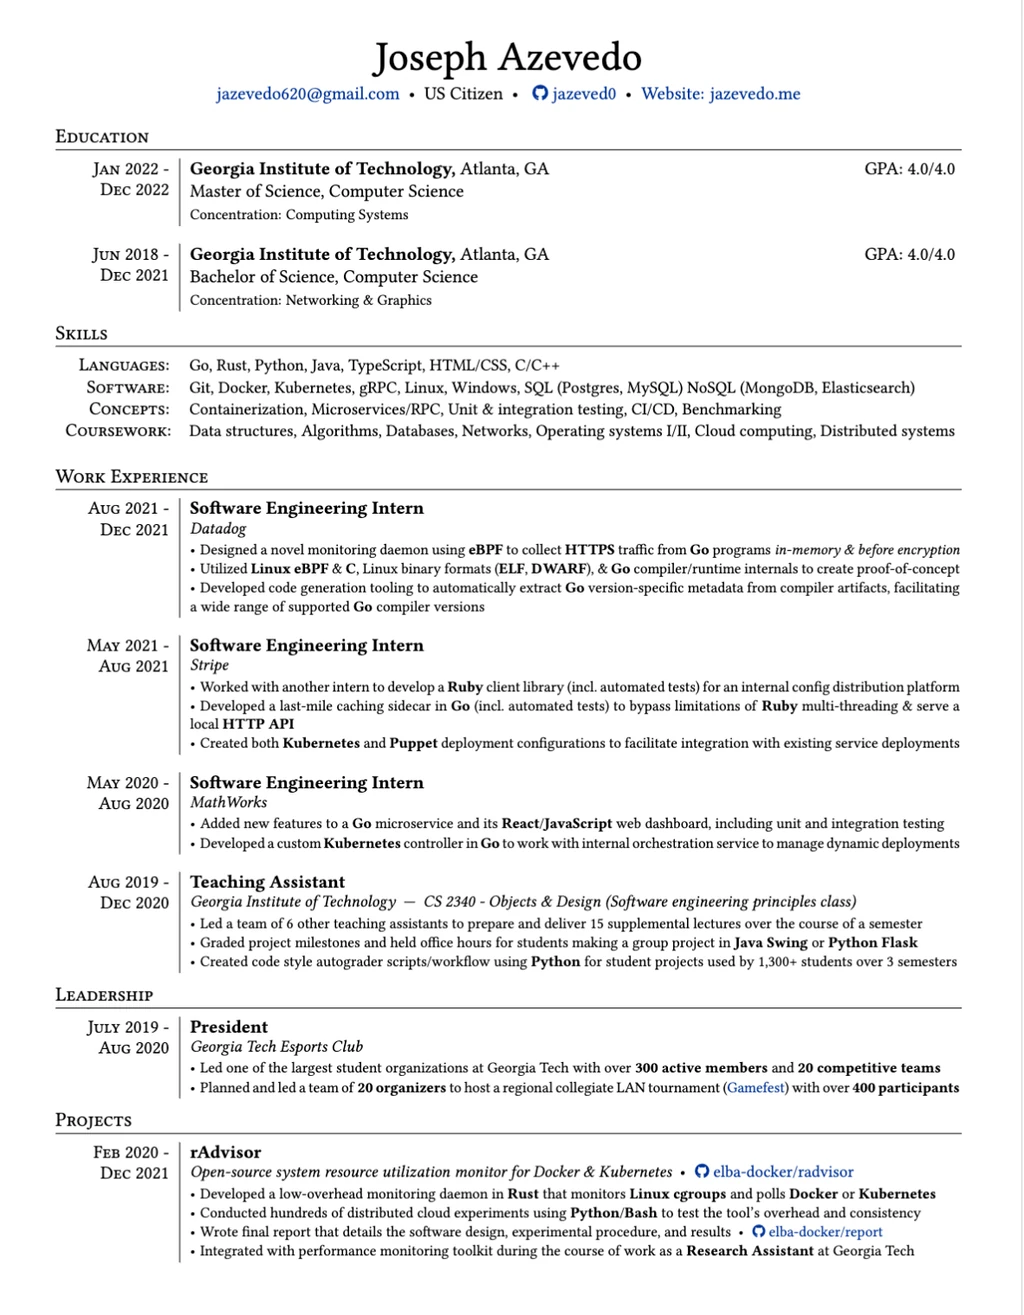 Joseph Azevedo
jazevedo620@gmail.com • US Citizen • jazeved0 • Website: jazevedo.me
Education
Jan 2022 - Georgia Institute of Technology, Atlanta, GA GPA: 4.0/4.0
Dec 2022 Master of Science, Computer Science
Concentration: Computing Systems
Jun 2018 - Georgia Institute of Technology, Atlanta, GA GPA: 4.0/4.0
Dec 2021 Bachelor of Science, Computer Science
Concentration: Networking & Graphics
Skills
Languages: Go, Rust, Python, Java, TypeScript, HTML/CSS, C/C++
Software: Git, Docker, Kubernetes, gRPC, Linux, Windows, SQL (Postgres, MySQL) NoSQL (MongoDB, Elasticsearch)
Concepts: Containerization, Microservices/RPC, Unit & integration testing, CI/CD, Benchmarking
Coursework: Data structures, Algorithms, Databases, Networks, Operating systems I/II, Cloud computing, Distributed systems
Work Experience
Aug 2021 - Software Engineering Intern
Dec 2021 Datadog
• Designed a novel monitoring daemon using eBPF to collect HTTPS traffic from Go programs in-memory & before encryption
• Utilized Linux eBPF & C, Linux binary formats (ELF, DWARF), & Go compiler/runtime internals to create proof-of-concept
• Developed code generation tooling to automatically extract Go version-specific metadata from compiler artifacts, facilitating
a wide range of supported Go compiler versions
May 2021 - Software Engineering Intern
Aug 2021 Stripe
• Worked with another intern to develop a Ruby client library (incl. automated tests) for an internal config distribution platform
• Developed a last-mile caching sidecar in Go (incl. automated tests) to bypass limitations of Ruby multi-threading & serve a
local HTTP API
• Created both Kubernetes and Puppet deployment configurations to facilitate integration with existing service deployments
May 2020 - Software Engineering Intern
Aug 2020 MathWorks
• Added new features to a Go microservice and its React/JavaScript web dashboard, including unit and integration testing
• Developed a custom Kubernetes controller in Go to work with internal orchestration service to manage dynamic deployments
Aug 2019 - Teaching Assistant
Dec 2020 Georgia Institute of Technology — CS 2340 - Objects & Design (Software engineering principles class)
• Led a team of 6 other teaching assistants to prepare and deliver 15 supplemental lectures over the course of a semester
• Graded project milestones and held office hours for students making a group project in Java Swing or Python Flask
• Created code style autograder scripts/workflow using Python for student projects used by 1,300+ students over 3 semesters
Leadership
July 2019 - President
Aug 2020 Georgia Tech Esports Club
• Led one of the largest student organizations at Georgia Tech with over 300 active members and 20 competitive teams
• Planned and led a team of 20 organizers to host a regional collegiate LAN tournament (Gamefest) with over 400 participants
Projects
Feb 2020 - rAdvisor
Dec 2021 Open-source system resource utilization monitor for Docker & Kubernetes • elba-docker/radvisor
• Developed a low-overhead monitoring daemon in Rust that monitors Linux cgroups and polls Docker or Kubernetes
• Conducted hundreds of distributed cloud experiments using Python/Bash to test the tool's overhead and consistency
• Wrote final report that details the software design, experimental procedure, and results • elba-docker/report
• Integrated with performance monitoring toolkit during the course of work as a Research Assistant at Georgia Tech